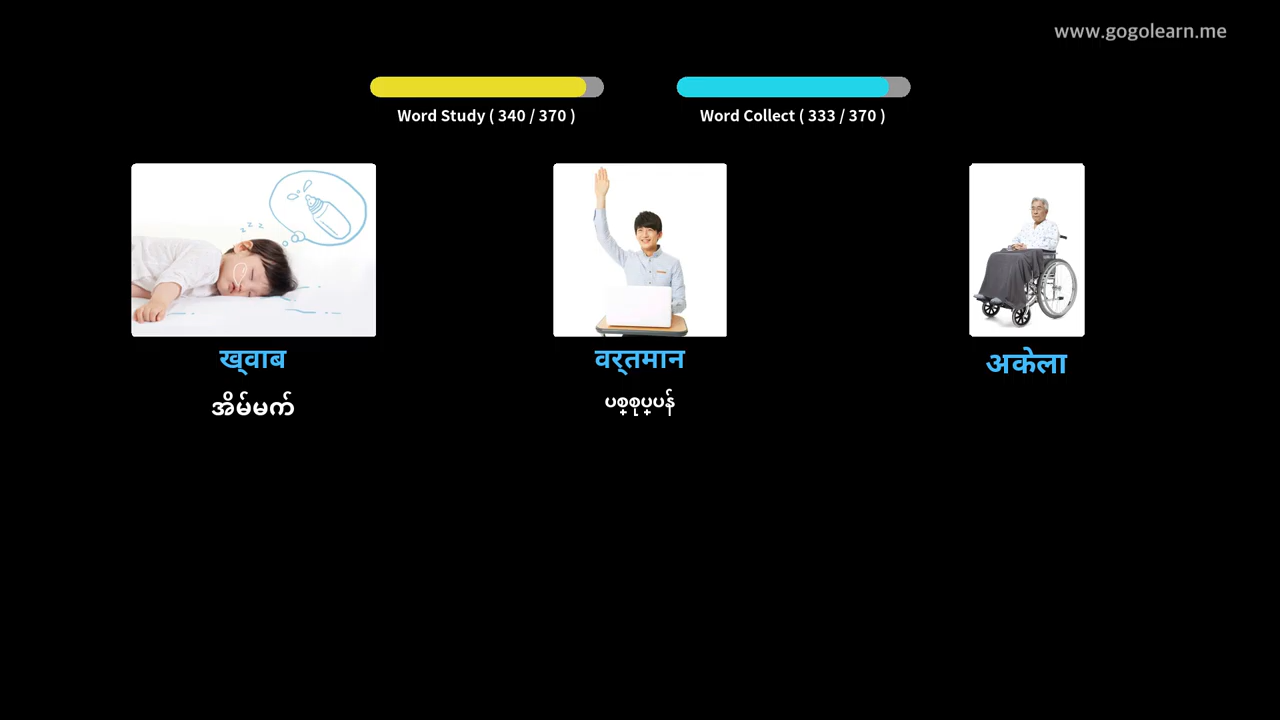 www.gogolearn.me
Word Study ( 340 / 370 )
Word Collect ( 333 / 370 )
z z z
ख्वाब
वर्तमान
अकेला
အိမ်မက်
ပစ္စုပ္ပန်